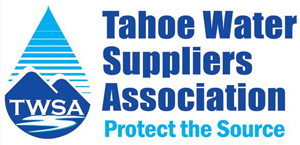 TWSA
Tahoe Water
Suppliers
Association
Protect the Source